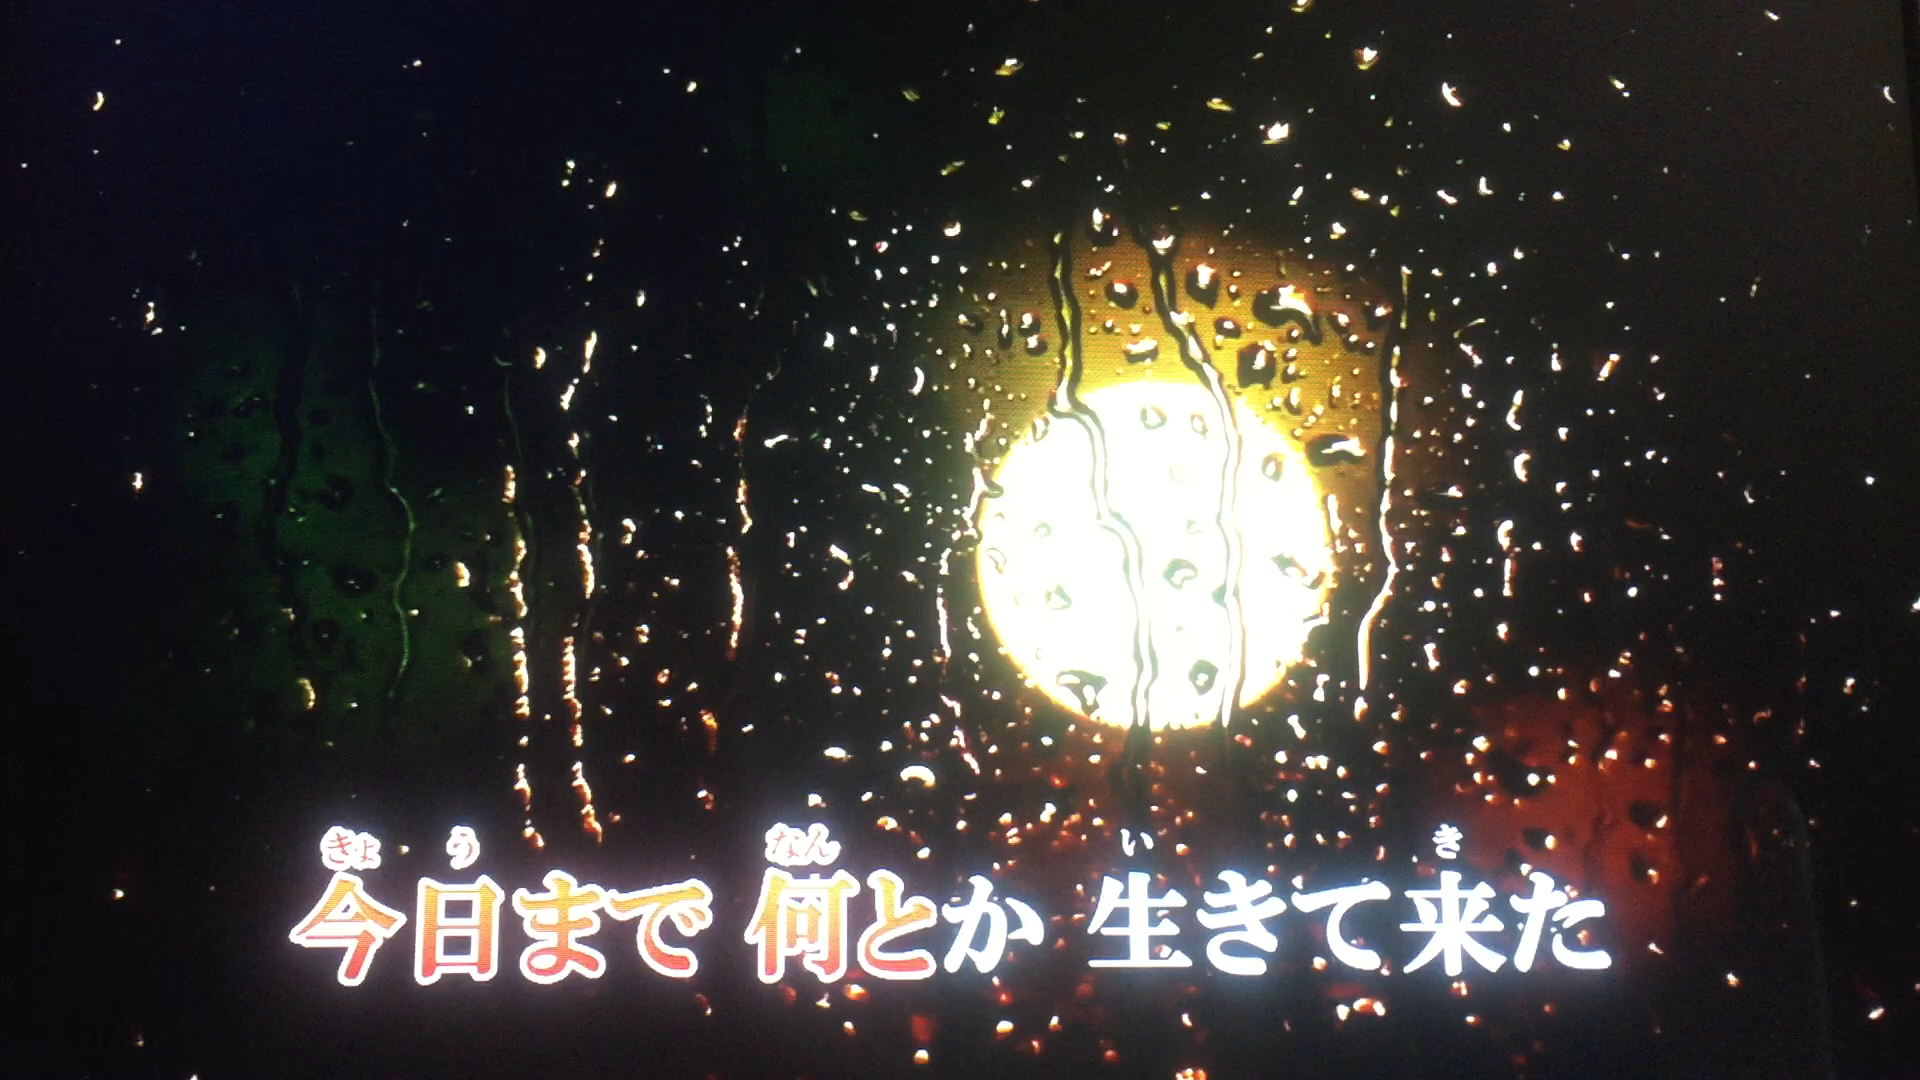 きょう なん い き
今日まで 何とか 生きて来た